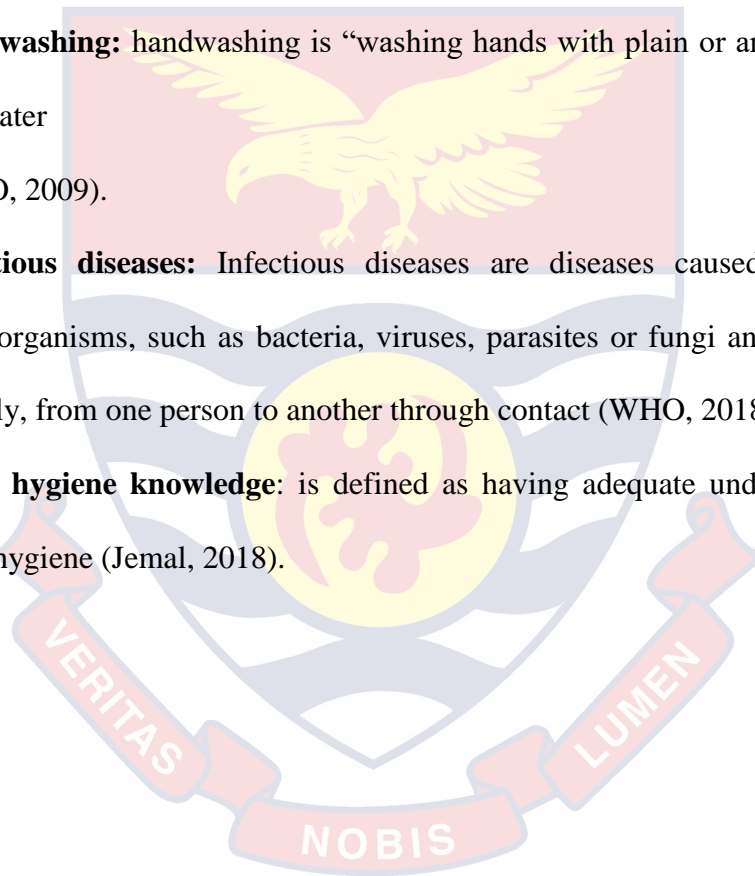 washing: handwashing is “washing hands with plain or an
ater
O, 2009).
tious diseases: Infectious diseases are diseases caused
organisms, such as bacteria, viruses, parasites or fungi an
ly, from one person to another through contact (WHO, 2018
hygiene knowledge: is defined as having adequate und
hygiene (Jemal, 2018).
VERITAS
NOBIS
LUMEN